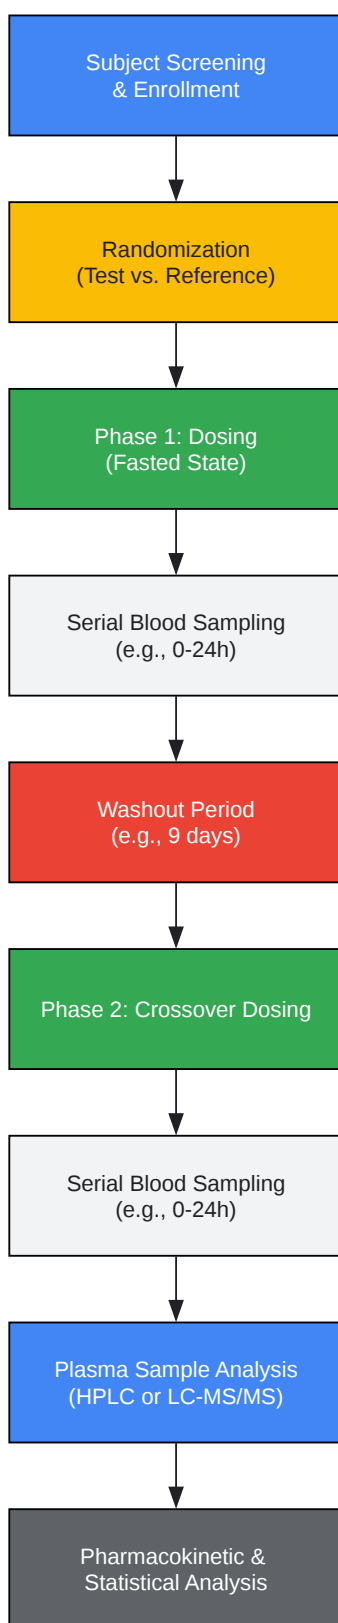 Subject Screening
& Enrollment
Randomization
(Test vs. Reference)
Phase 1: Dosing
(Fasted State)
Serial Blood Sampling
(e.g., 0-24h)
Washout Period
(e.g., 9 days)
Phase 2: Crossover Dosing
Serial Blood Sampling
(e.g., 0-24h)
Plasma Sample Analysis
(HPLC or LC-MS/MS)
Pharmacokinetic &
Statistical Analysis